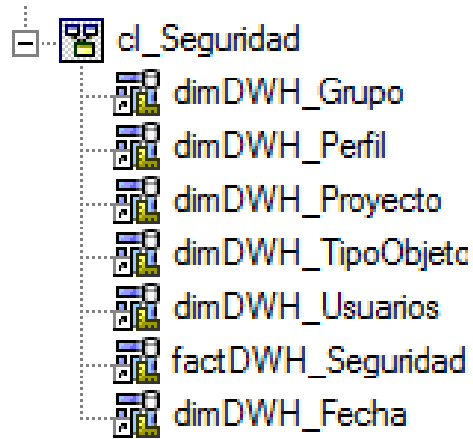 cl_Seguridad
dimDWH_Grupo
dimDWH_Perfil
dimDWH_Proyecto
dimDWH_TipoObjeto
dimDWH_Usuarios
factDWH_Seguridad
dimDWH_Fecha